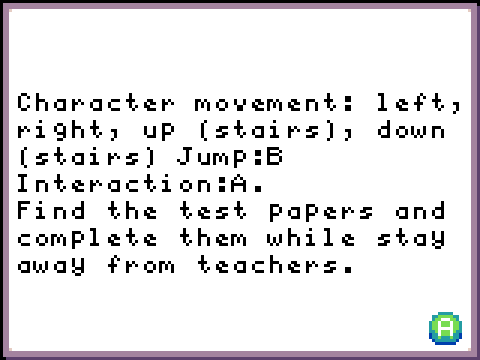 Character movement: left,
right, up (stairs), down
(stairs) Jump:B
Interaction:A.
Find the test papers and
complete them while stay
away from teachers.
A